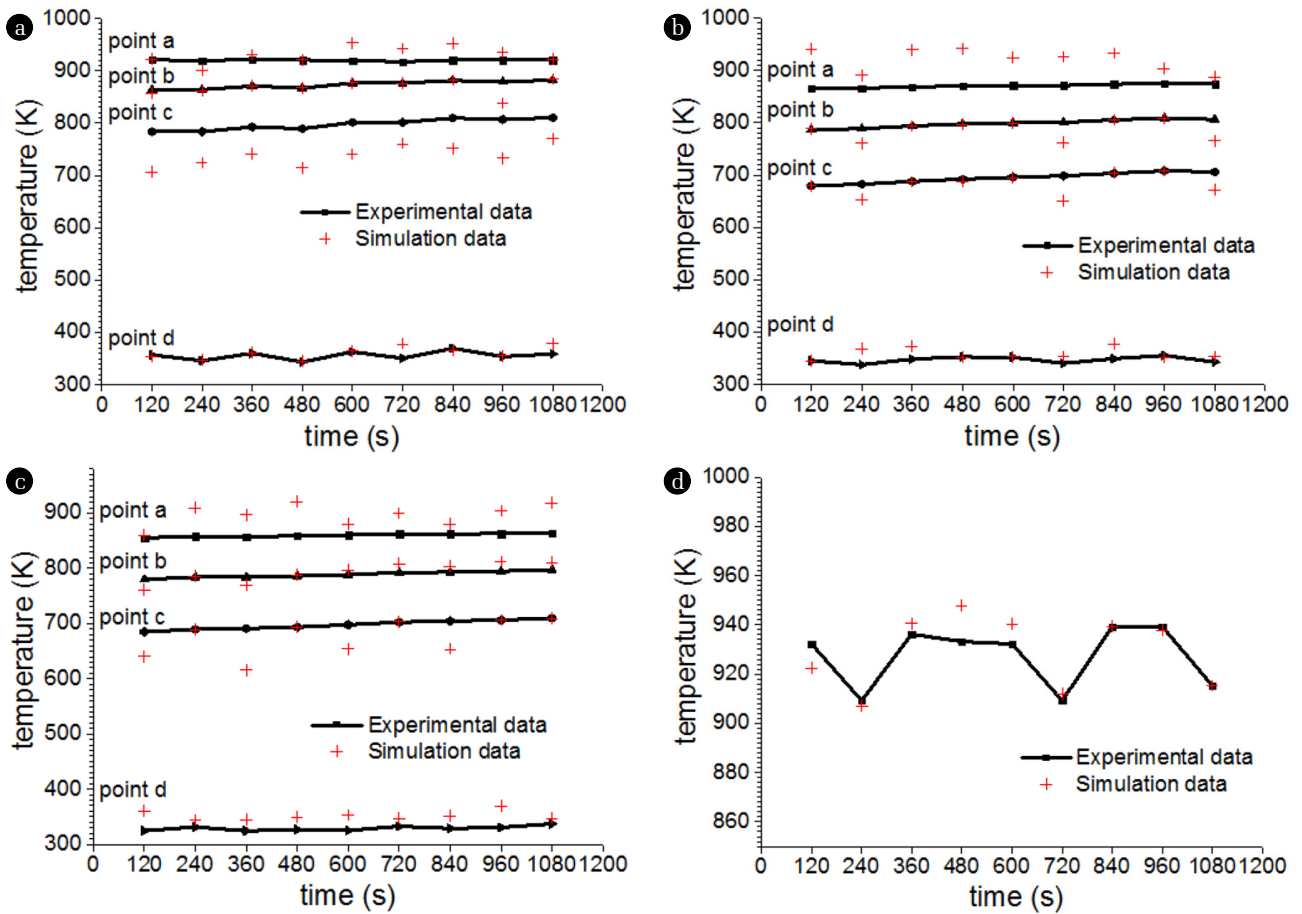 a
1000
900
800
700
600
500
400
300
temperature (K)
point a
point b
point c
point d
Experimental data
Simulation data
0 120 240 360 480 600 720 840 960 1080 1200
time (s)
b
1000
900
800
700
600
500
400
300
temperature (K)
point a
point b
point c
point d
Experimental data
Simulation data
0 120 240 360 480 600 720 840 960 1080 1200
time (s)
c
900
800
700
600
500
400
300
temperature (K)
point a
point b
point c
point d
Experimental data
Simulation data
0 120 240 360 480 600 720 840 960 1080 1200
time (s)
d
1000
980
960
940
920
900
880
860
temperature (K)
Experimental data
Simulation data
0 120 240 360 480 600 720 840 960 1080 1200
time (s)